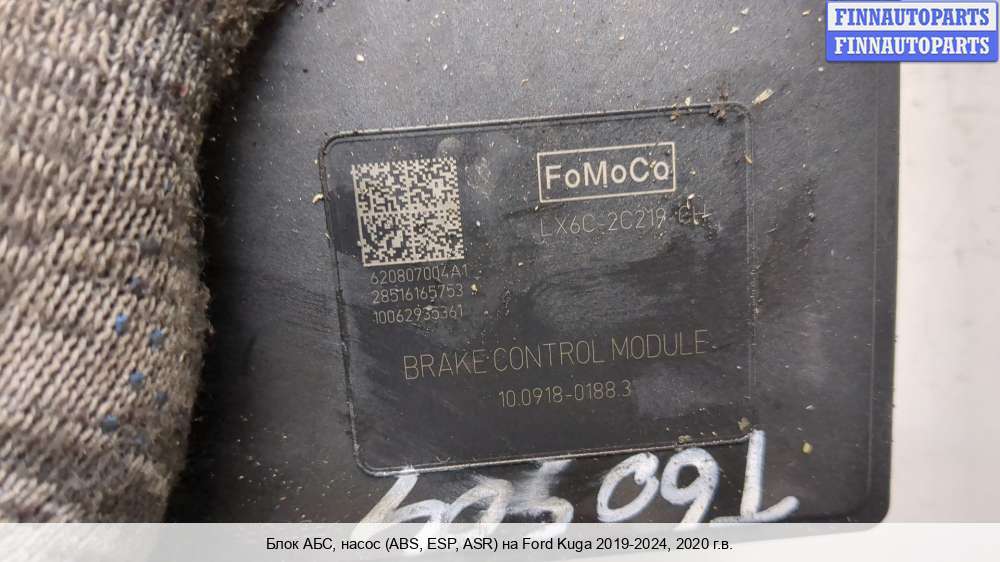 FINNAUTOPARTS
FINNAUTOPARTS
FoMoCo
620807004A1
28516165753
10062935361
BRAKE CONTROL MODULE
10.0918-0188.3
Блок АБС, насос (ABS, ESP, ASR) на Ford Kuga 2019-2024, 2020 г.в.